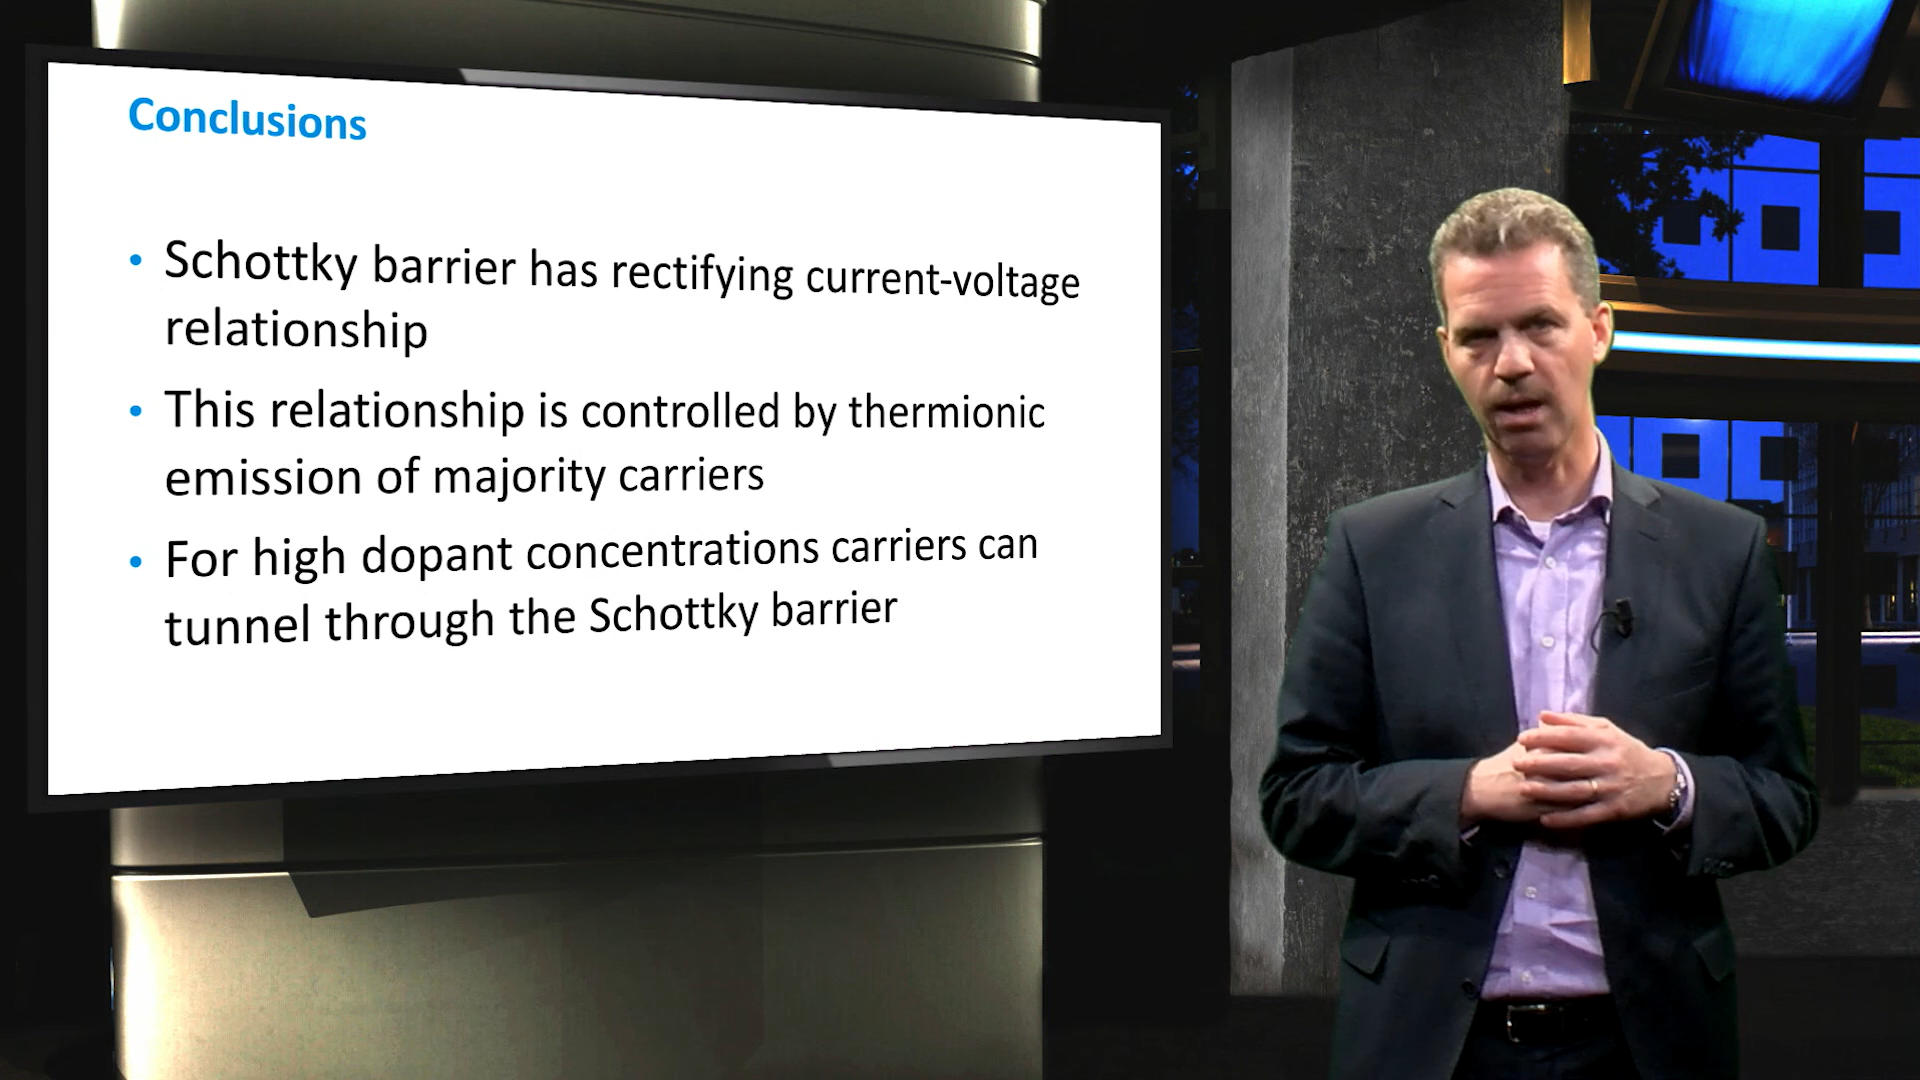 Conclusions
• Schottky barrier has rectifying current-voltage
relationship
• This relationship is controlled by thermionic
emission of majority carriers
• For high dopant concentrations carriers can
tunnel through the Schottky barrier